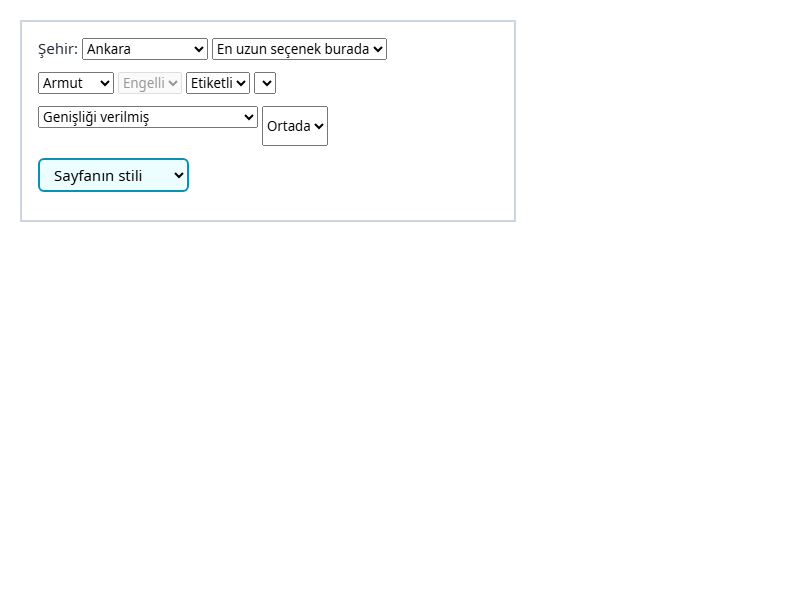 Şehir: Ankara En uzun seçenek burada
Armut Engelli Etiketli
Genişliği verilmiş Ortada
Sayfanın stili